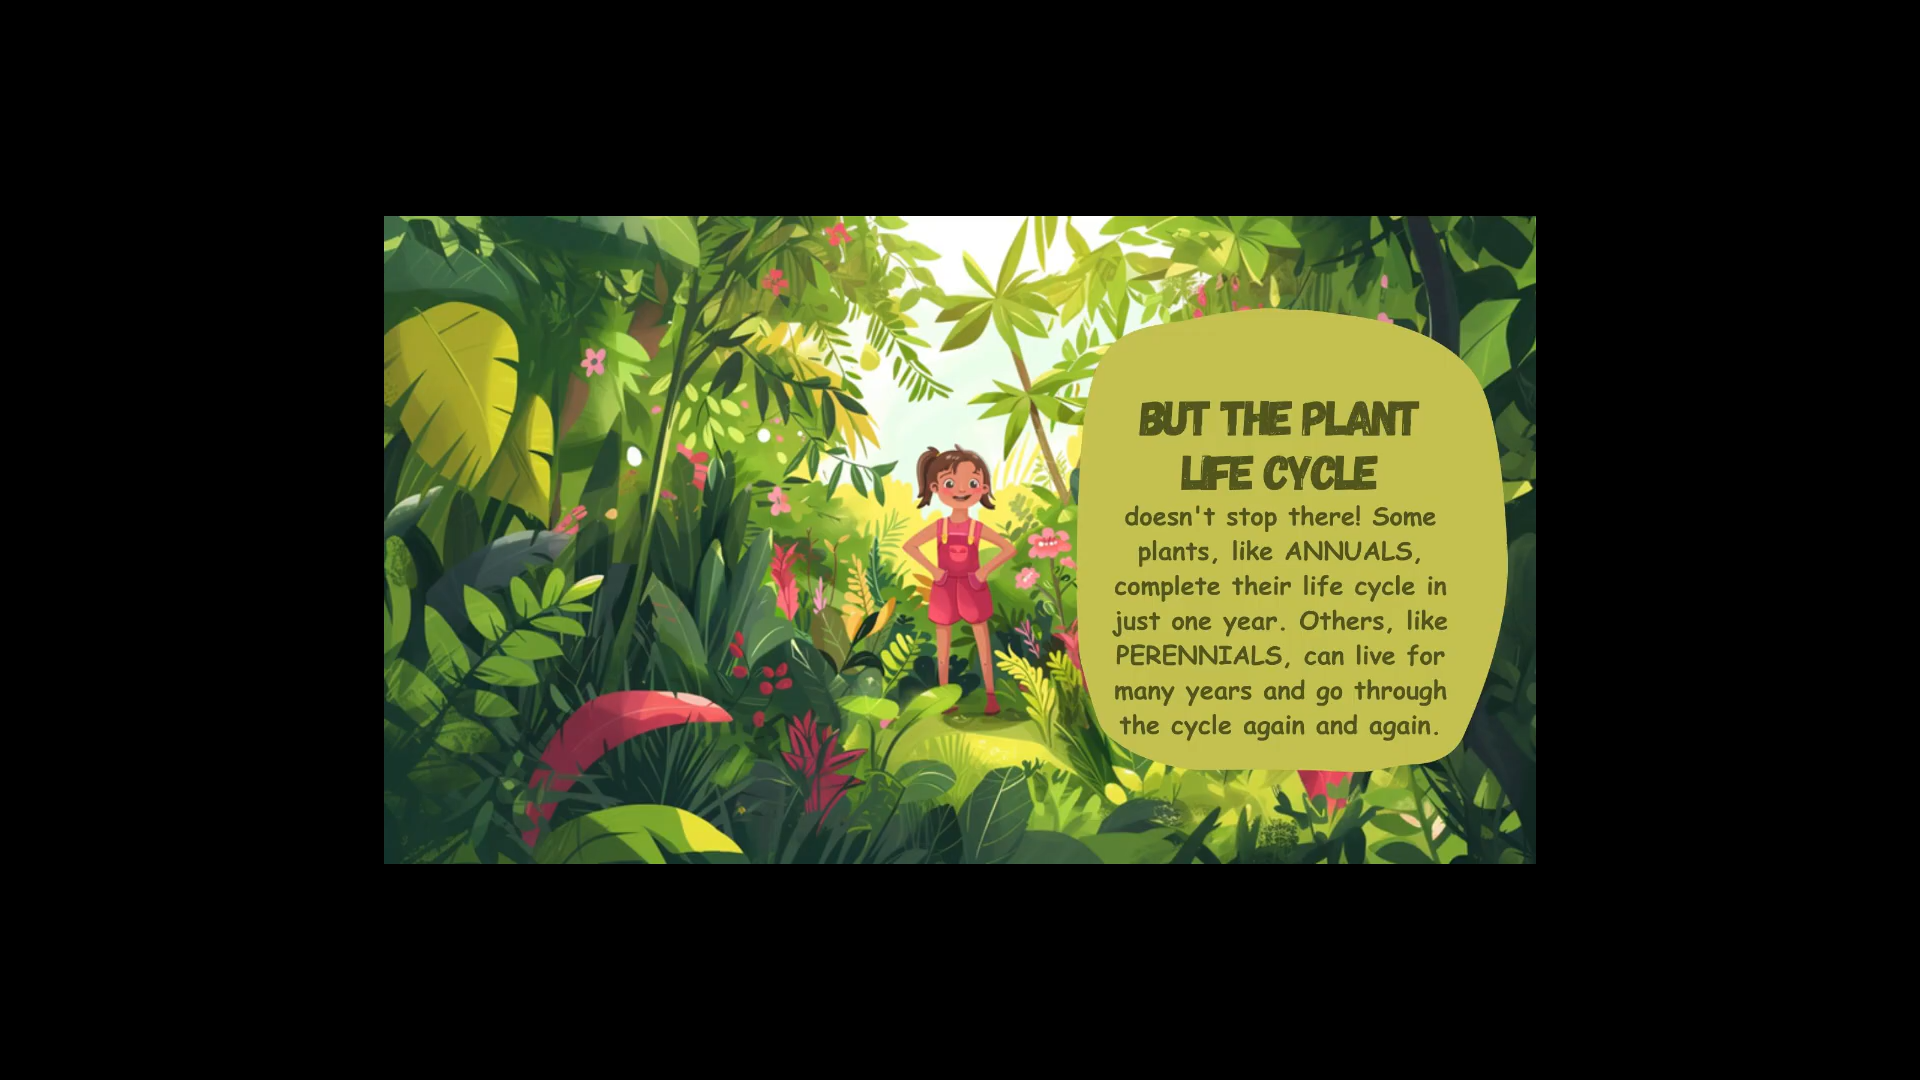 BUT THE PLANT
LIFE CYCLE
doesn't stop there! Some
plants, like ANNUALS,
complete their life cycle in
just one year. Others, like
PERENNIALS, can live for
many years and go through
the cycle again and again.